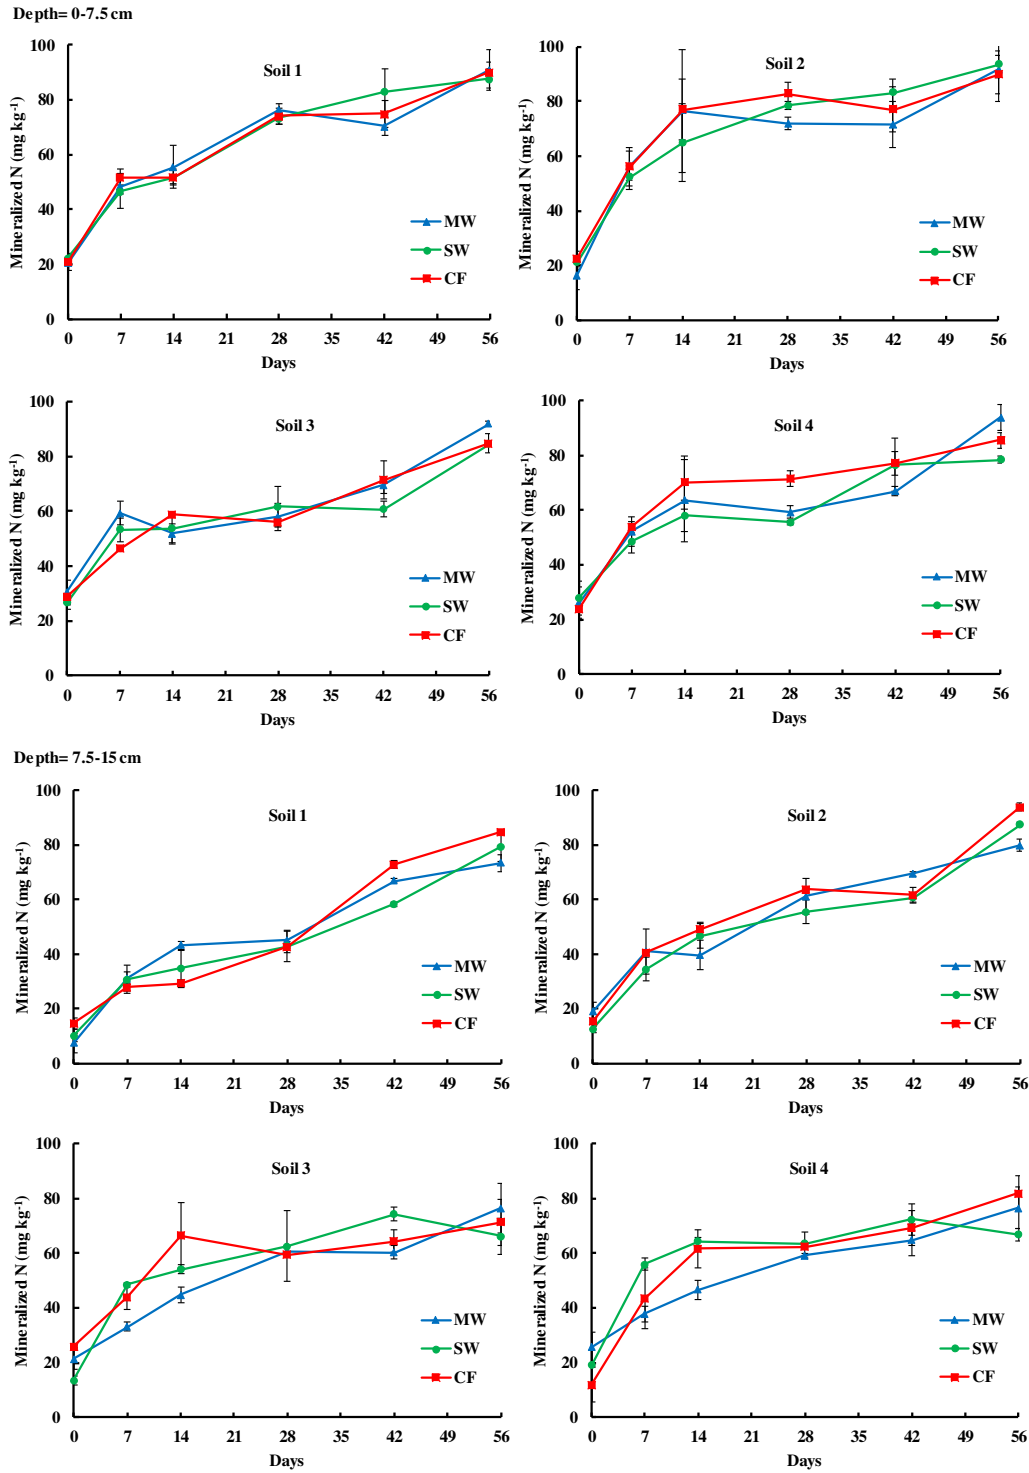 Depth= 0-7.5 cm
Soil 1
Mineralized N (mg kg-1)
100
80
60
40
20
0
MW
SW
CF
0 7 14 21 28 35 42 49 56
Days
Soil 2
Mineralized N (mg kg-1)
100
80
60
40
20
0
MW
SW
CF
0 7 14 21 28 35 42 49 56
Days
Soil 3
Mineralized N (mg kg-1)
100
80
60
40
20
0
MW
SW
CF
0 7 14 21 28 35 42 49 56
Days
Soil 4
Mineralized N (mg kg-1)
100
80
60
40
20
0
MW
SW
CF
0 7 14 21 28 35 42 49 56
Days
Depth= 7.5-15 cm
Soil 1
Mineralized N (mg kg-1)
100
80
60
40
20
0
MW
SW
CF
0 7 14 21 28 35 42 49 56
Days
Soil 2
Mineralized N (mg kg-1)
100
80
60
40
20
0
MW
SW
CF
0 7 14 21 28 35 42 49 56
Days
Soil 3
Mineralized N (mg kg-1)
100
80
60
40
20
0
MW
SW
CF
0 7 14 21 28 35 42 49 56
Days
Soil 4
Mineralized N (mg kg-1)
100
80
60
40
20
0
MW
SW
CF
0 7 14 21 28 35 42 49 56
Days